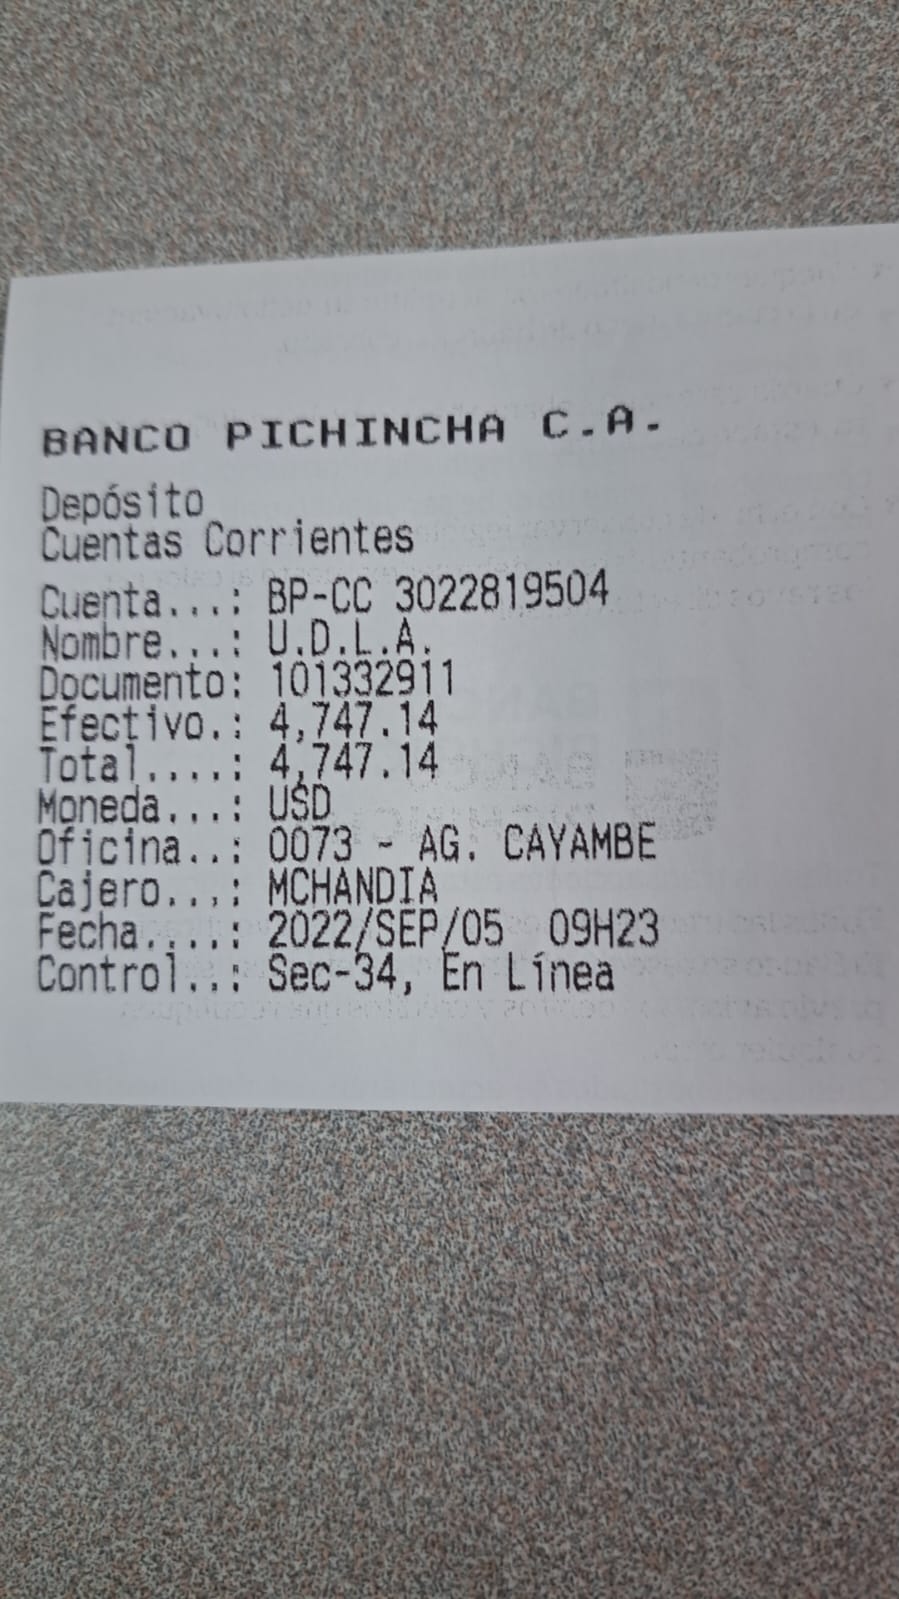 BANCO PICHINCHA C.A.
Depósito
Cuentas Corrientes
Cuenta...: BP-CC 3022819504
Nombre...: U.D.L.A.
Documento: 101332911
Efectivo.: 4,747.14
Total....: 4,747.14
Moneda...: USD
Oficina..: 0073 - AG. CAYAMBE
Cajero...: MCHANDIA
Fecha....: 2022/SEP/05 09H23
Control..: Sec-34, En Línea